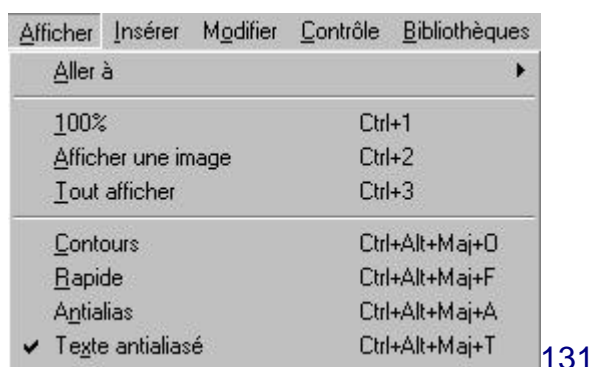 Afficher Insérer Modifier Contrôle Bibliothèques
Aller à
100% Ctrl+1
Afficher une image Ctrl+2
Tout afficher Ctrl+3
Contours Ctrl+Alt+Maj+O
Rapide Ctrl+Alt+Maj+F
Antialias Ctrl+Alt+Maj+A
Texte antialiasé Ctrl+Alt+Maj+T
131